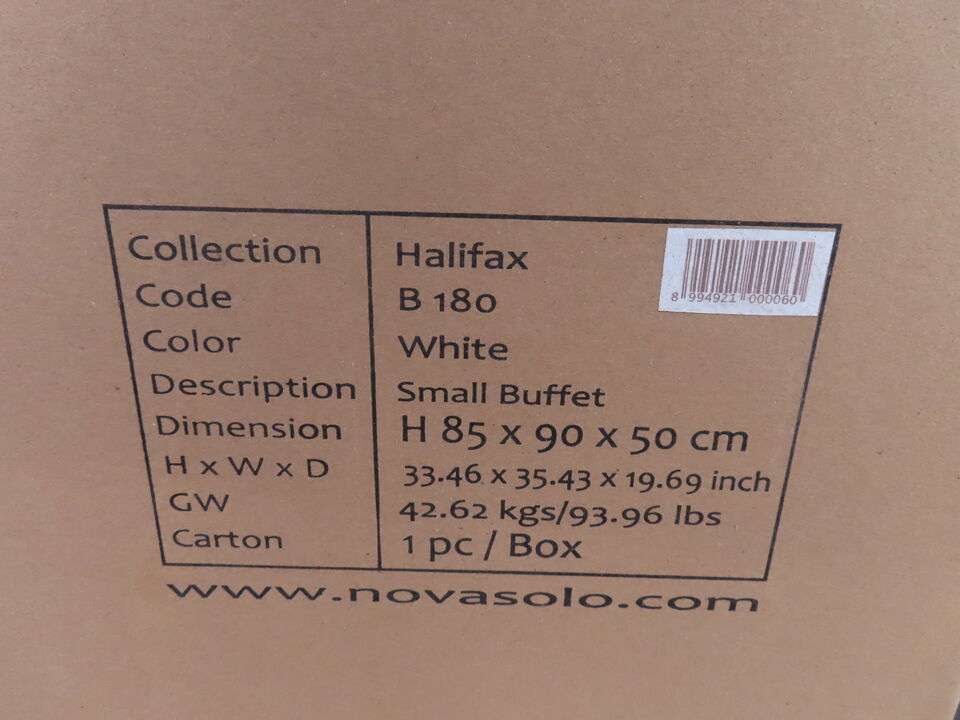 Collection Halifax
8 994921 000060
Code B 180
Color White
Description Small Buffet
Dimension H 85 x 90 x 50 cm
H x W x D 33.46 x 35.43 x 19.69 inch
GW 42.62 kgs/93.96 lbs
Carton 1 pc / Box
www.novasolo.com